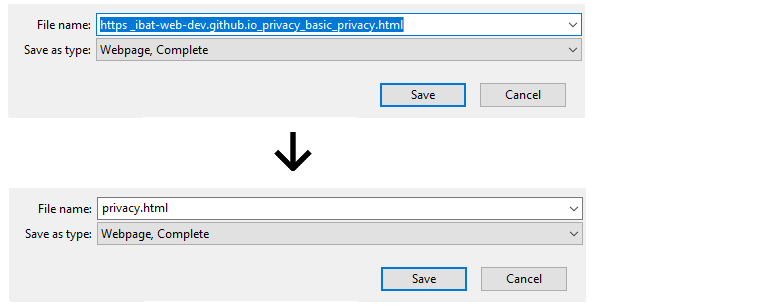 File name: https_ibat-web-dev.github.io_privacy_basic_privacy.html
Save as type: Webpage, Complete
Save Cancel
File name: privacy.html
Save as type: Webpage, Complete
Save Cancel